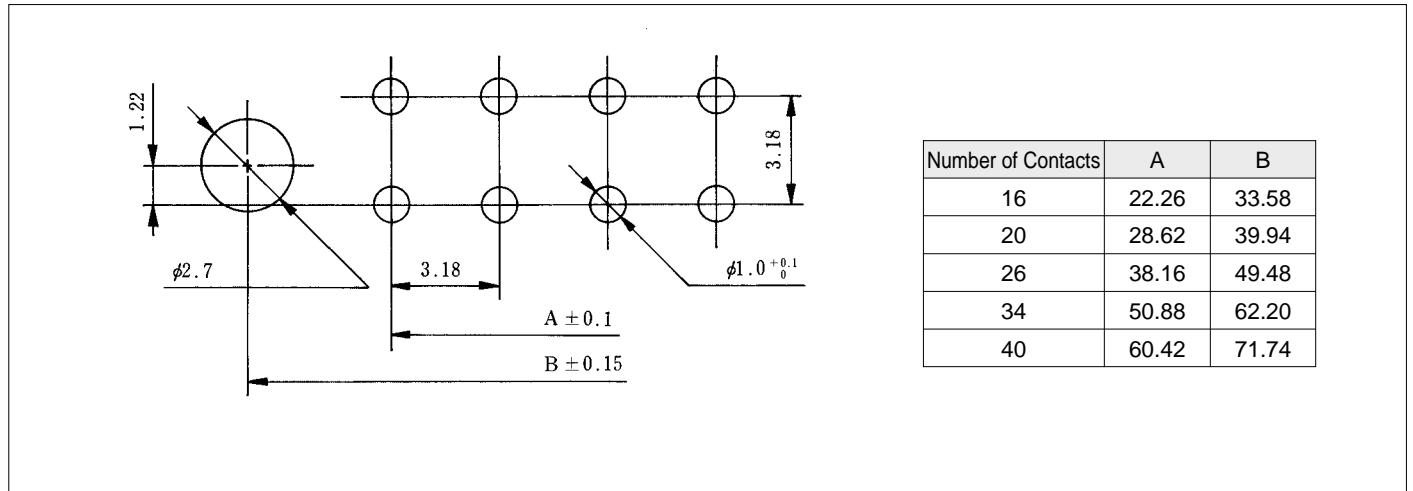 1.22
3.18
φ2.7
3.18
φ1.0 +0.1 0
A ±0.1
B ±0.15
Number of Contacts A B
16 22.26 33.58
20 28.62 39.94
26 38.16 49.48
34 50.88 62.20
40 60.42 71.74